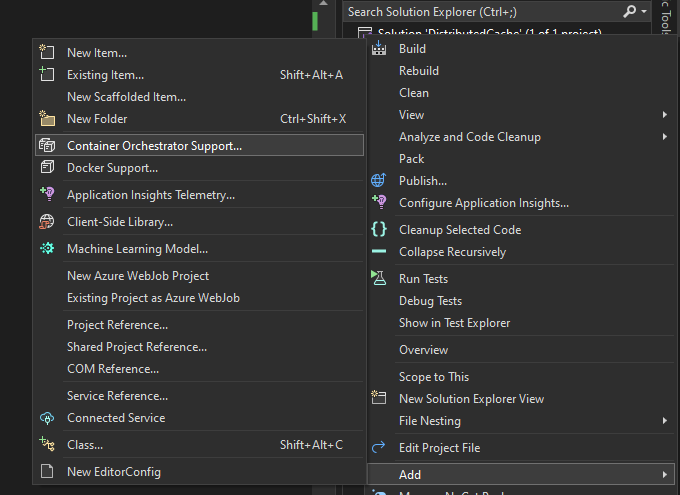 Search Solution Explorer (Ctrl+;)
Solution 'DistributedCache' (1 of 1 project)
New Item...
Existing Item... Shift+Alt+A
New Scaffolded Item...
New Folder Ctrl+Shift+X
Container Orchestrator Support...
Docker Support...
Application Insights Telemetry...
Client-Side Library...
Machine Learning Model...
New Azure WebJob Project
Existing Project as Azure WebJob
Project Reference...
Shared Project Reference...
COM Reference...
Service Reference...
Connected Service
Class... Shift+Alt+C
New EditorConfig
Build
Rebuild
Clean
View
Analyze and Code Cleanup
Pack
Publish...
Configure Application Insights...
Cleanup Selected Code
Collapse Recursively
Run Tests
Debug Tests
Show in Test Explorer
Overview
Scope to This
New Solution Explorer View
File Nesting
Edit Project File
Add